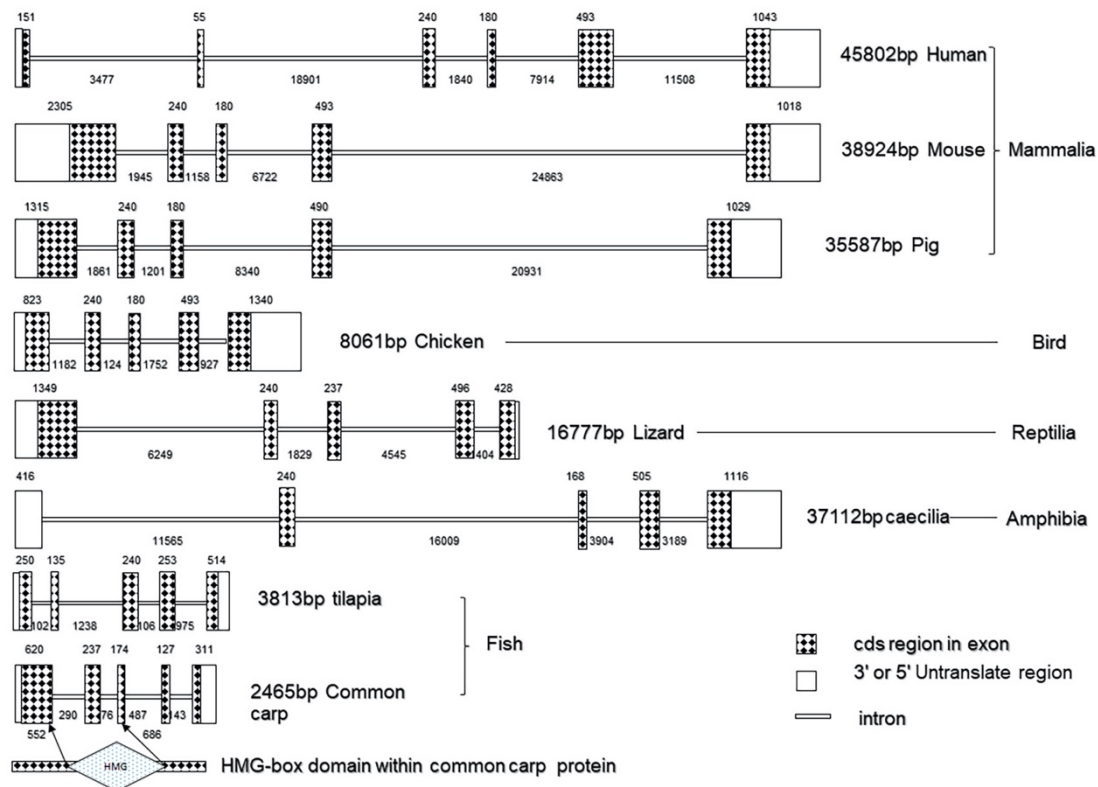 151 55 240 180 493 1043
45802bp Human
3477 18901 1840 7914 11508
2305 240 180 493 1018
38924bp Mouse Mammalia
1945 1158 6722 24863
1315 240 180 490 1029
35587bp Pig
1861 1201 8340 20931
823 240 180 493 1340
8061bp Chicken Bird
1182 124 1752 927
1349 240 237 496 428
16777bp Lizard Reptilia
6249 1829 4545 404
416 240 168 505 1116
37112bp caecilia Amphibia
11565 16009 3904 3189
250 135 240 253 514
3813bp tilapia
102 1238 106 975
Fish
620 237 174 127 311
2465bp Common
carp
290 76 487 143
552 686
cds region in exon
3' or 5' Untranslate region
intron
HMG
HMG-box domain within common carp protein